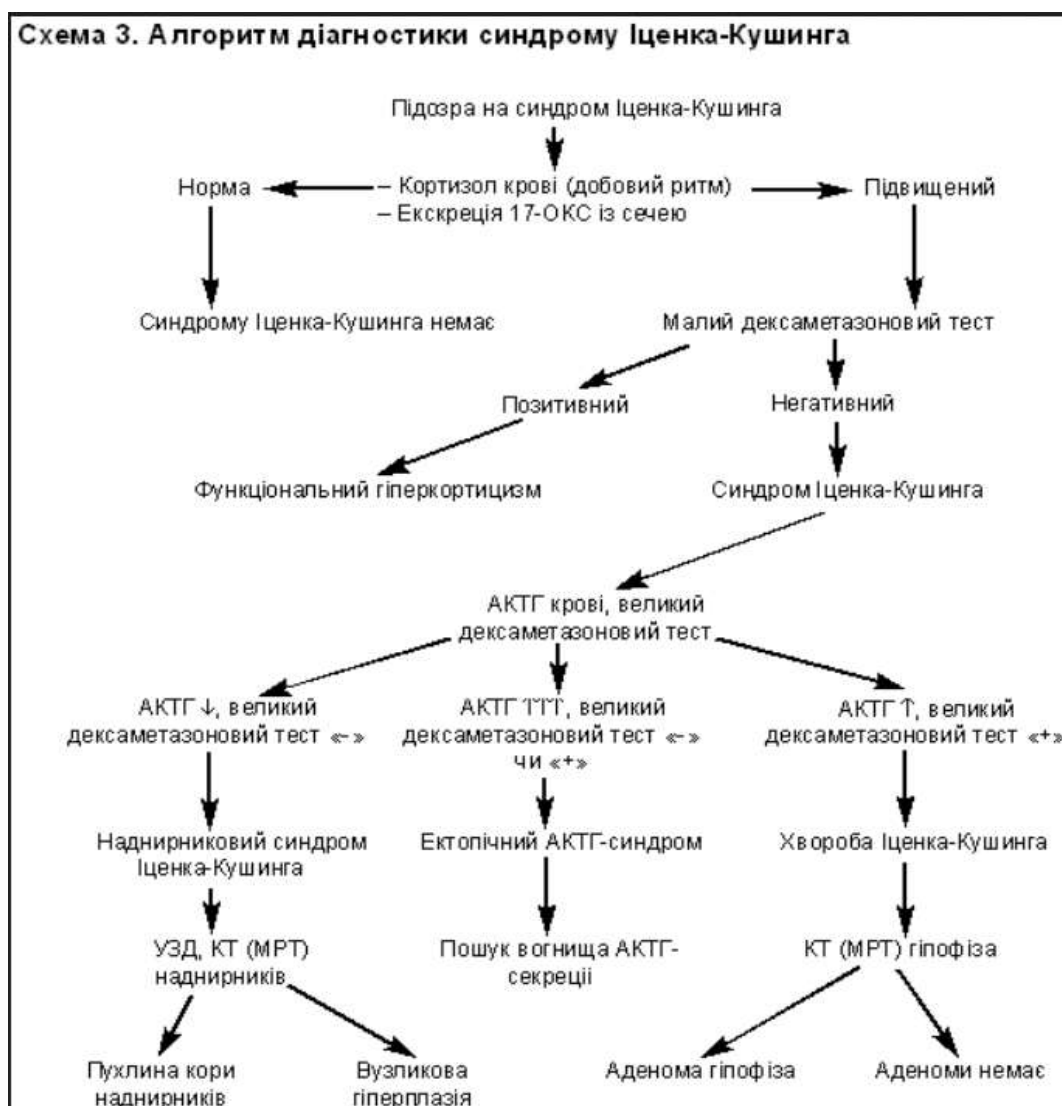 Схема 3. Алгоритм діагностики синдрому Іценка-Кушинга
Підозра на синдром Іценка-Кушинга
Норма
– Кортизол крові (добовий ритм)
– Екскреція 17-ОКС із сечею
Підвищений
Синдрому Іценка-Кушинга немає
Малий дексаметазоновий тест
Позитивний
Негативний
Функціональний гіперкортицизм
Синдром Іценка-Кушинга
АКТГ крові, великий
дексаметазоновий тест
АКТГ ↓, великий
дексаметазоновий тест «–»
АКТГ ↑↑↑, великий
дексаметазоновий тест «–»
чи «+»
АКТГ ↑, великий
дексаметазоновий тест «+»
Наднирниковий синдром
Іценка-Кушинга
Ектопічний АКТГ-синдром
Хвороба Іценка-Кушинга
УЗД, КТ (МРТ)
наднирників
Пошук вогнища АКТГ-
секреції
КТ (МРТ) гіпофіза
Пухлина кори
наднирників
Вузликова
гіперплазія
Аденома гіпофіза
Аденоми немає